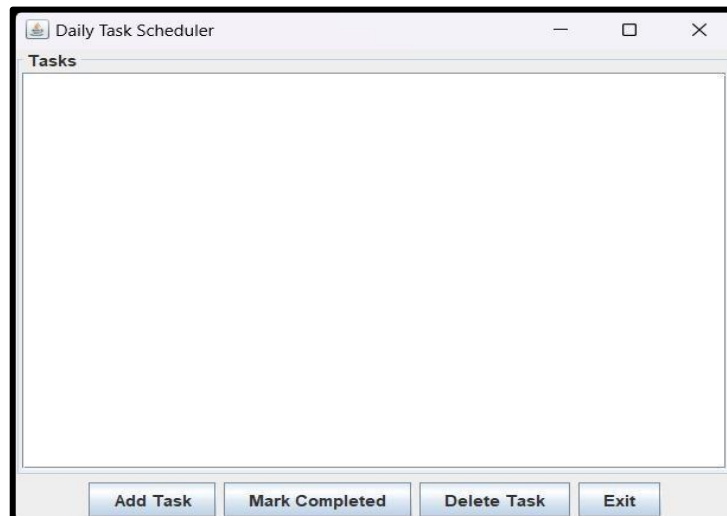 Daily Task Scheduler
Tasks
Add Task Mark Completed Delete Task Exit